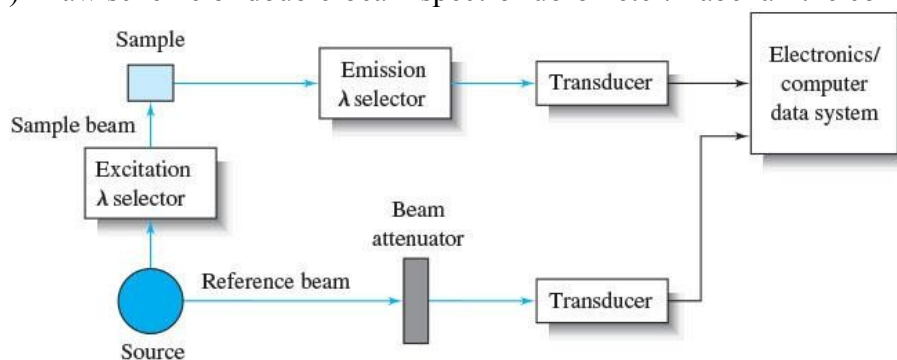 Sample
Emission
λ selector
Transducer
Electronics/
computer
data system
Sample beam
Excitation
λ selector
Beam
attenuator
Reference beam
Transducer
Source